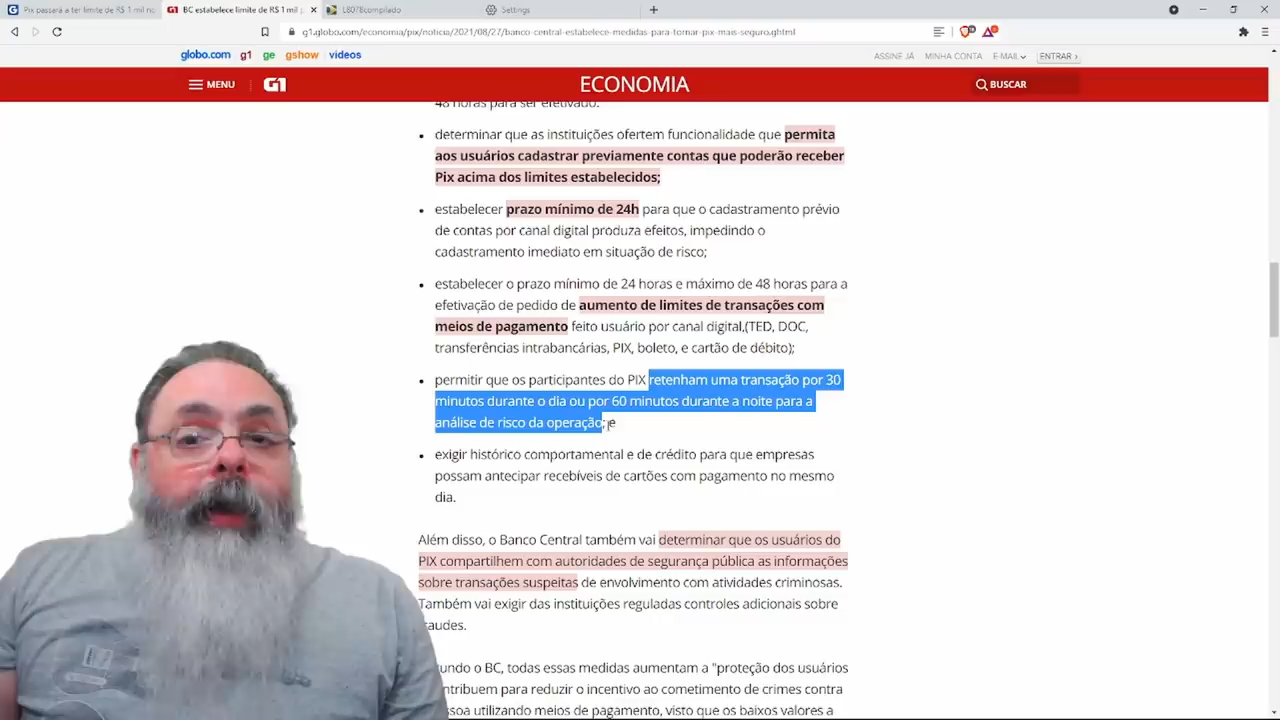 Pix passará a ter limite de R$ 1 mil no
BC estabelece limite de R$ 1 mil p
L8078compilado
Settings
g1.globo.com/economia/pix/noticia/2021/08/27/banco-central-estabelece-medidas-para-tornar-pix-mais-seguro.ghtml
globo.com g1 ge gshow videos
ASSINE JÁ MINHA CONTA E-MAIL ENTRAR ›
MENU G1 ECONOMIA BUSCAR
48 horas para ser efetivado.
determinar que as instituições ofertem funcionalidade que permita
aos usuários cadastrar previamente contas que poderão receber
Pix acima dos limites estabelecidos;
estabelecer prazo mínimo de 24h para que o cadastramento prévio
de contas por canal digital produza efeitos, impedindo o
cadastramento imediato em situação de risco;
estabelecer o prazo mínimo de 24 horas e máximo de 48 horas para a
efetivação de pedido de aumento de limites de transações com
meios de pagamento feito usuário por canal digital,(TED, DOC,
transferências intrabancárias, PIX, boleto, e cartão de débito);
permitir que os participantes do PIX retenham uma transação por 30
minutos durante o dia ou por 60 minutos durante a noite para a
análise de risco da operação; e
exigir histórico comportamental e de crédito para que empresas
possam antecipar recebíveis de cartões com pagamento no mesmo
dia.
Além disso, o Banco Central também vai determinar que os usuários do
PIX compartilhem com autoridades de segurança pública as informações
sobre transações suspeitas de envolvimento com atividades criminosas.
Também vai exigir das instituições reguladas controles adicionais sobre
raudes.
undo o BC, todas essas medidas aumentam a "proteção dos usuários
ntribuem para reduzir o incentivo ao cometimento de crimes contra
ssoa utilizando meios de pagamento, visto que os baixos valores a